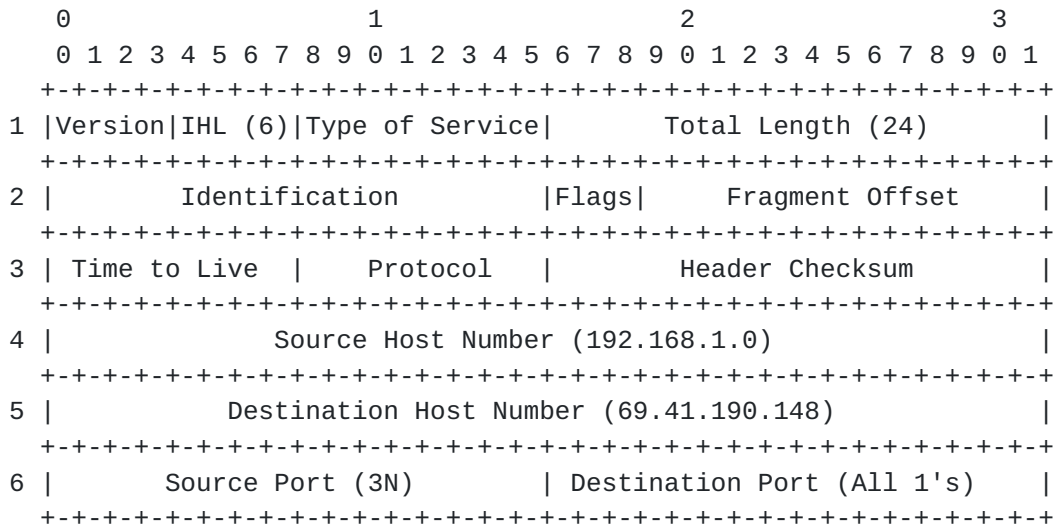 0                   1                   2                   3
    0 1 2 3 4 5 6 7 8 9 0 1 2 3 4 5 6 7 8 9 0 1 2 3 4 5 6 7 8 9 0 1
   +-+-+-+-+-+-+-+-+-+-+-+-+-+-+-+-+-+-+-+-+-+-+-+-+-+-+-+-+-+-+-+-+
1 |Version|IHL (6)|Type of Service|       Total Length (24)       |
   +-+-+-+-+-+-+-+-+-+-+-+-+-+-+-+-+-+-+-+-+-+-+-+-+-+-+-+-+-+-+-+-+
2 |        Identification         |Flags|     Fragment Offset     |
   +-+-+-+-+-+-+-+-+-+-+-+-+-+-+-+-+-+-+-+-+-+-+-+-+-+-+-+-+-+-+-+-+
3 | Time to Live  |    Protocol   |        Header Checksum        |
   +-+-+-+-+-+-+-+-+-+-+-+-+-+-+-+-+-+-+-+-+-+-+-+-+-+-+-+-+-+-+-+-+
4 |              Source Host Number (192.168.1.0)                 |
   +-+-+-+-+-+-+-+-+-+-+-+-+-+-+-+-+-+-+-+-+-+-+-+-+-+-+-+-+-+-+-+-+
5 |           Destination Host Number (69.41.190.148)             |
   +-+-+-+-+-+-+-+-+-+-+-+-+-+-+-+-+-+-+-+-+-+-+-+-+-+-+-+-+-+-+-+-+
6 |       Source Port (3N)        | Destination Port (All 1's)    |
   +-+-+-+-+-+-+-+-+-+-+-+-+-+-+-+-+-+-+-+-+-+-+-+-+-+-+-+-+-+-+-+-+